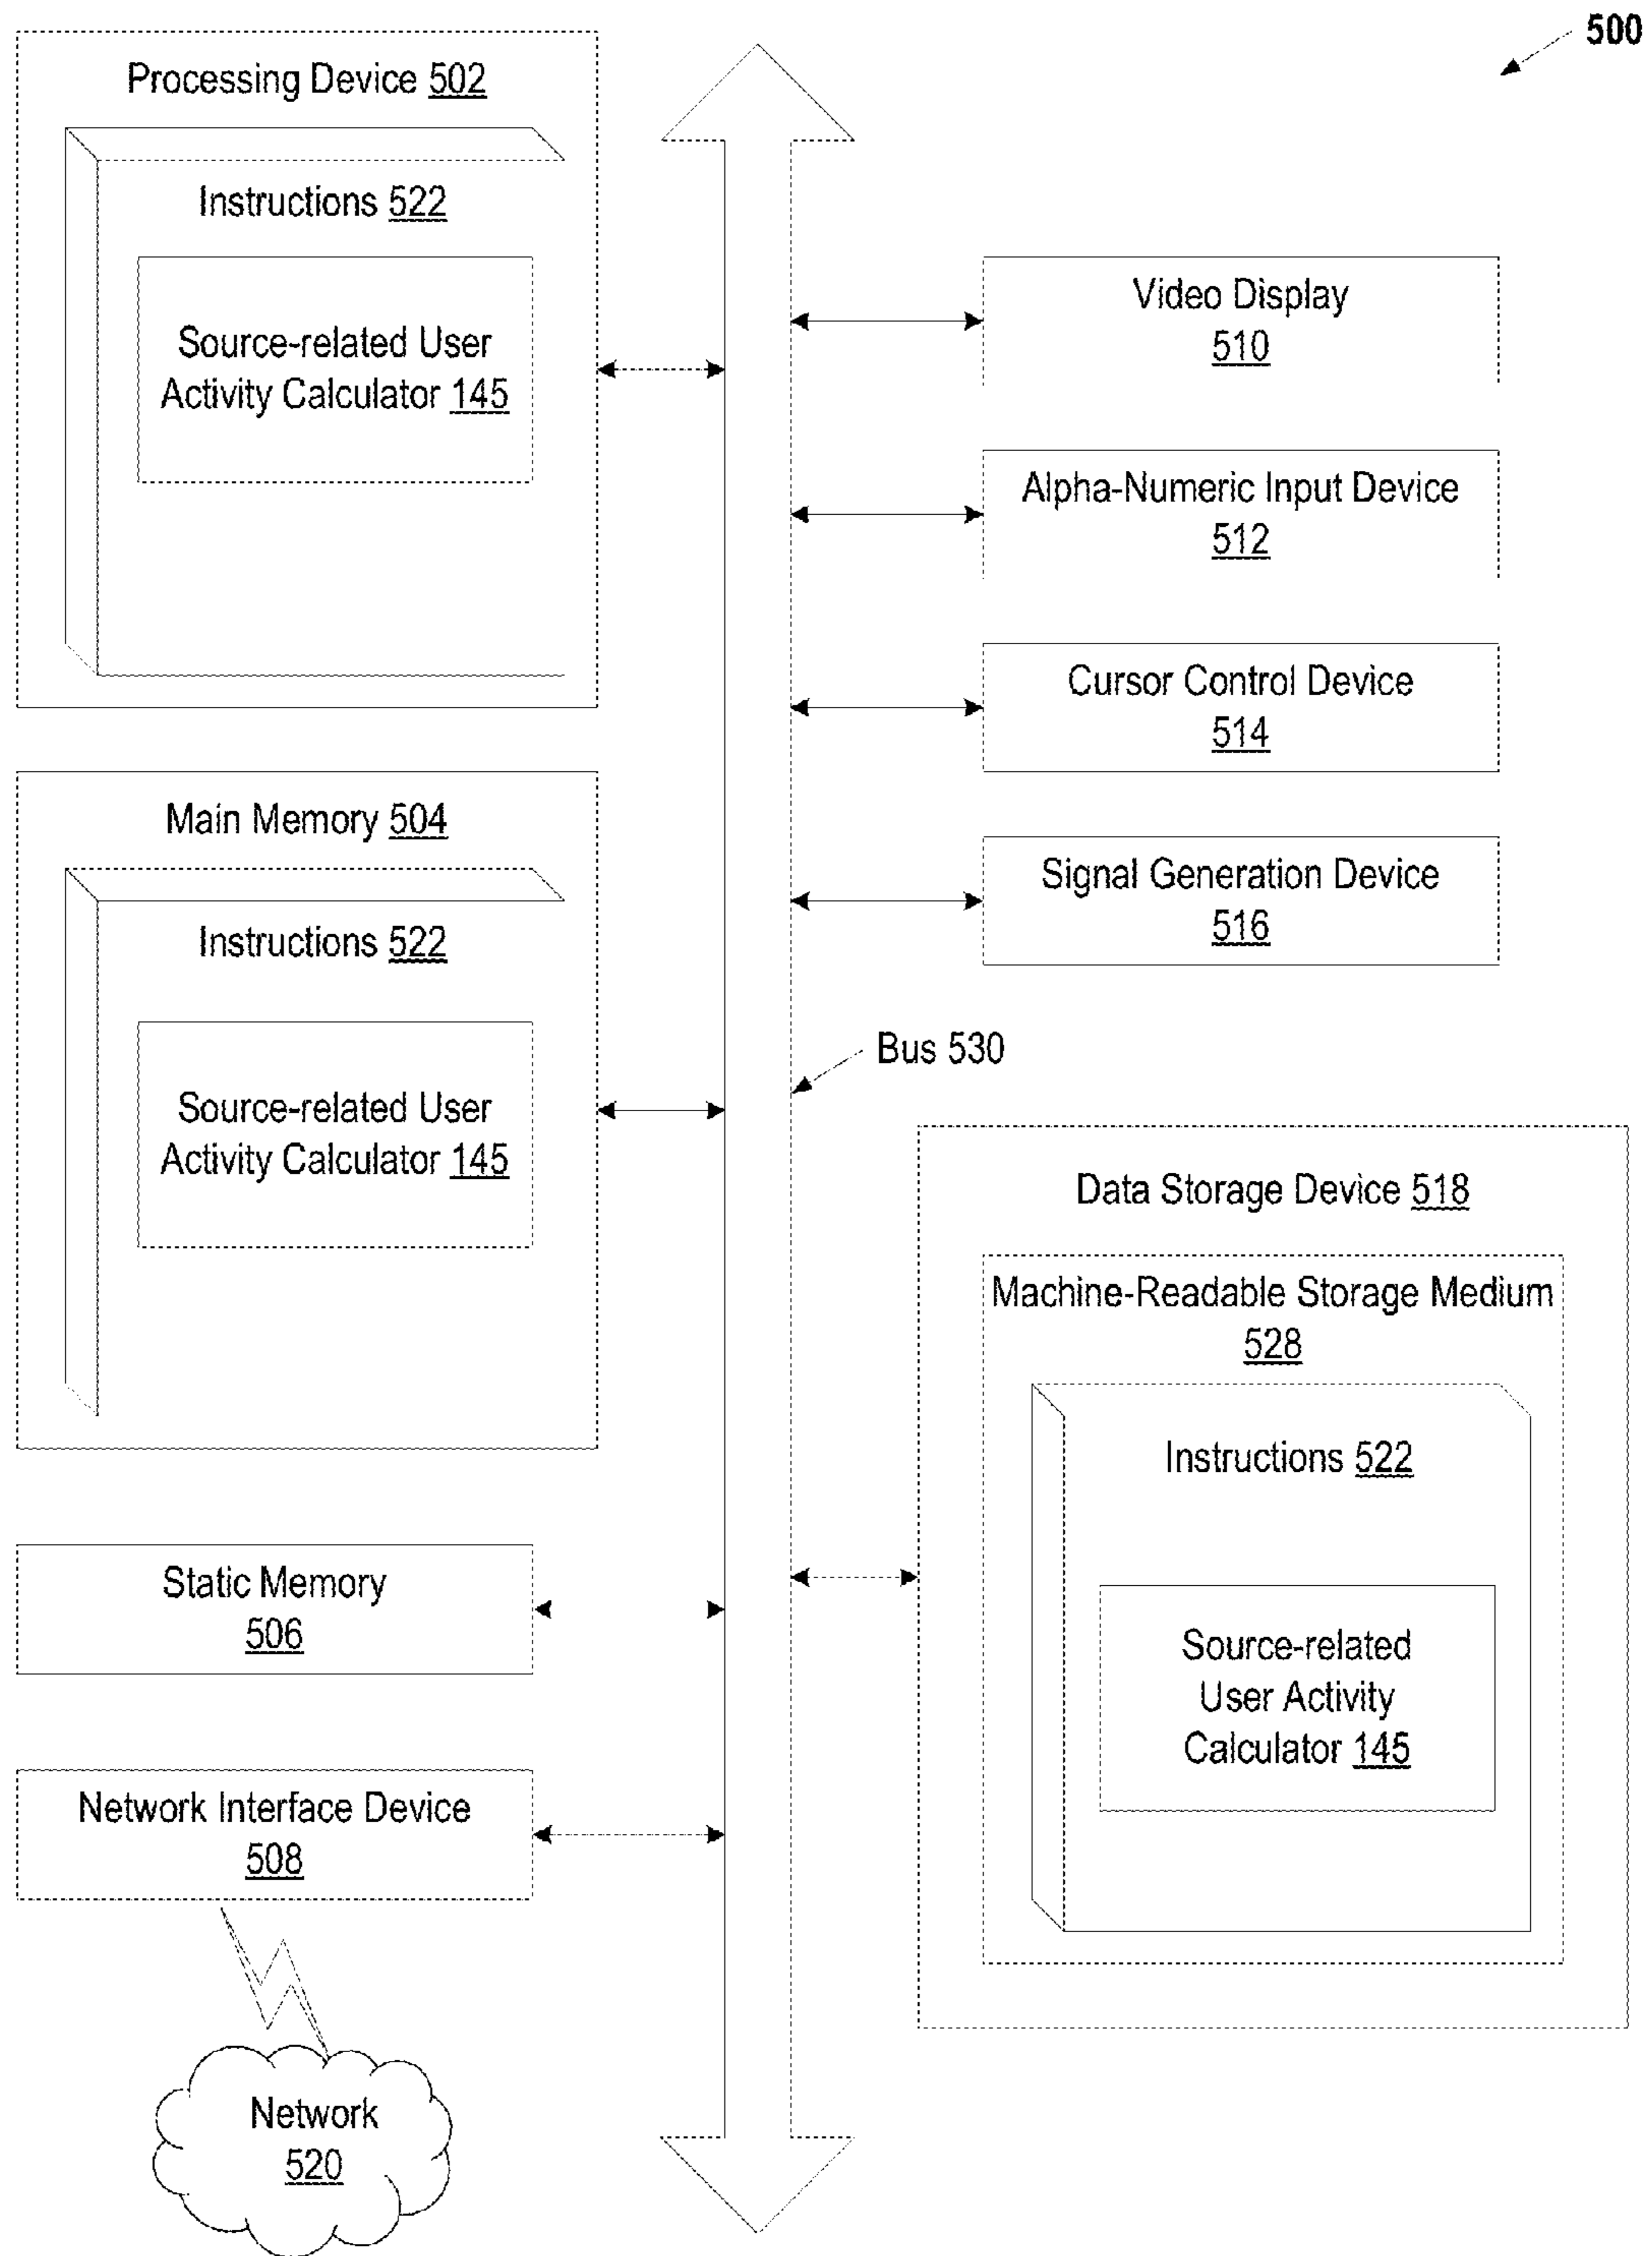 500
Processing Device 502
Instructions 522
Source-related User
Activity Calculator 145
Main Memory 504
Instructions 522
Source-related User
Activity Calculator 145
Static Memory
506
Network Interface Device
508
Network
520
Video Display
510
Alpha-Numeric Input Device
512
Cursor Control Device
514
Signal Generation Device
516
Bus 530
Data Storage Device 518
Machine-Readable Storage Medium
528
Instructions 522
Source-related
User Activity
Calculator 145